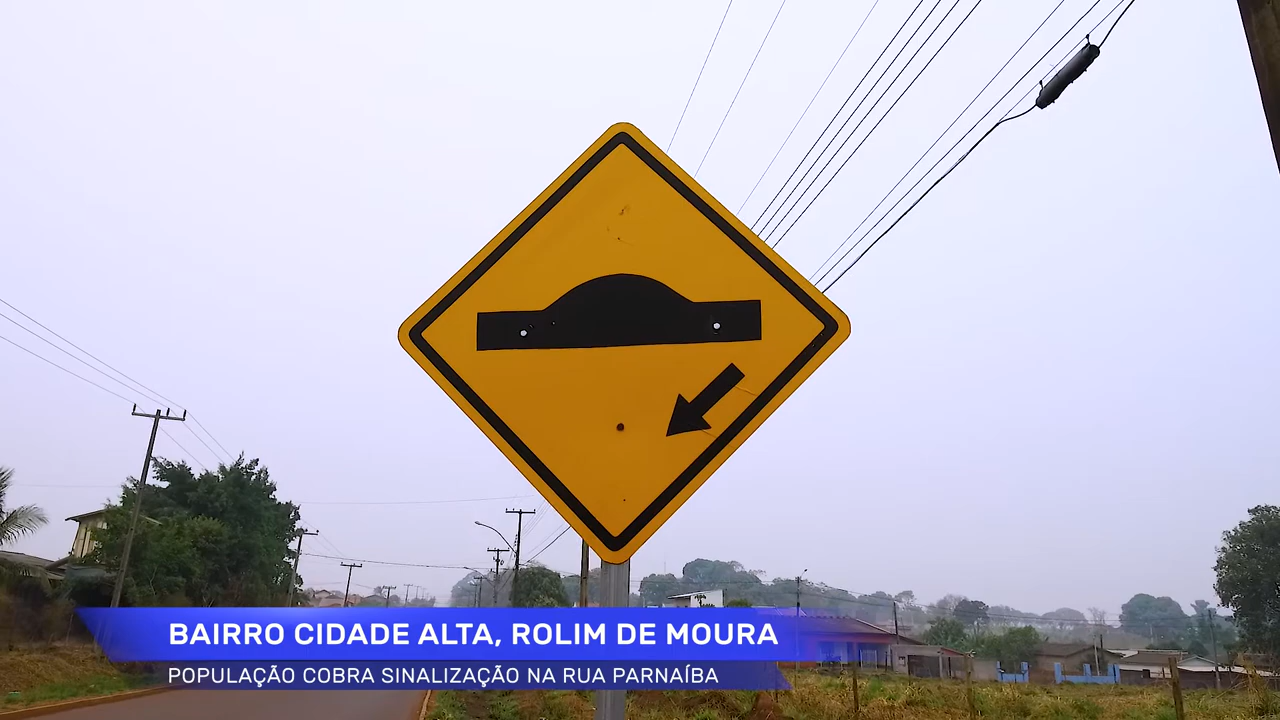 BAIRRO CIDADE ALTA, ROLIM DE MOURA
POPULAÇÃO COBRA SINALIZAÇÃO NA RUA PARNAÍBA